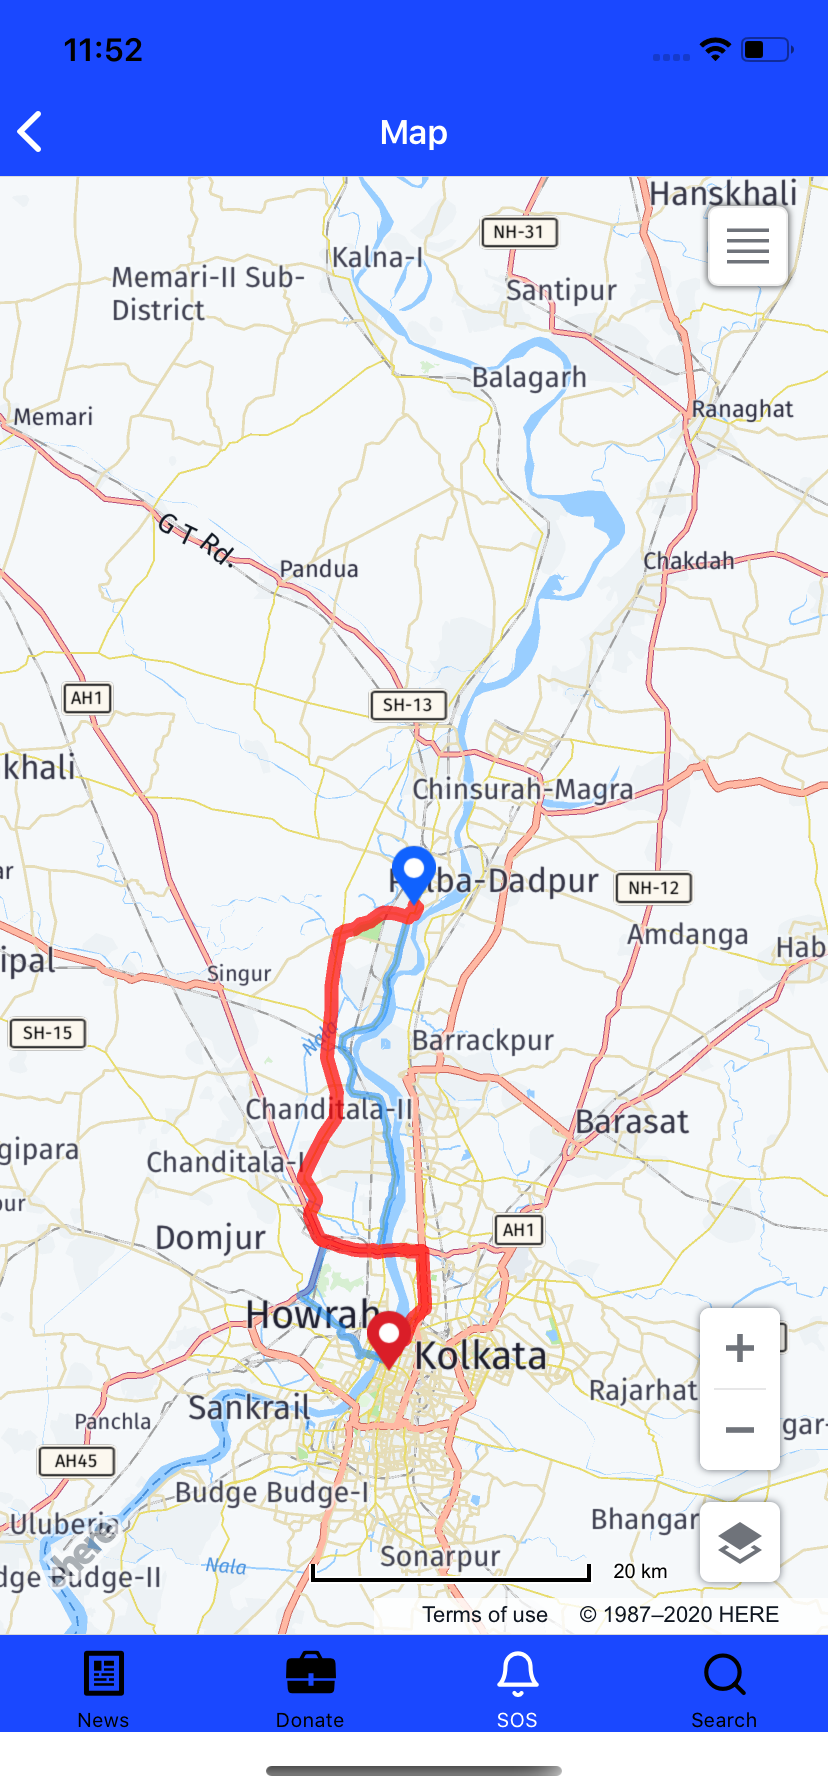 11:52
Map
Hanskhali
NH-31
Kalna-I
Memari-II Sub-
District
Santipur
Balagarh
Memari
Ranaghat
G T Rd.
Pandua
Chakdah
AH1
SH-13
khali
Chinsurah-Magra
ar
lba-Dadpur
NH-12
Amdanga
Hab
ipal
Singur
SH-15
Nala
Barrackpur
Chanditala-II
Barasat
gipara
Chanditala-I
our
AH1
Domjur
Howrah
Kolkata
Rajarhat
Sankrail
Panchla
gar-
AH45
Budge Budge-I
Uluberia
Bhangar
here
Sonarpur
Nala
dge Budge-II
20 km
Terms of use © 1987–2020 HERE
News Donate SOS Search